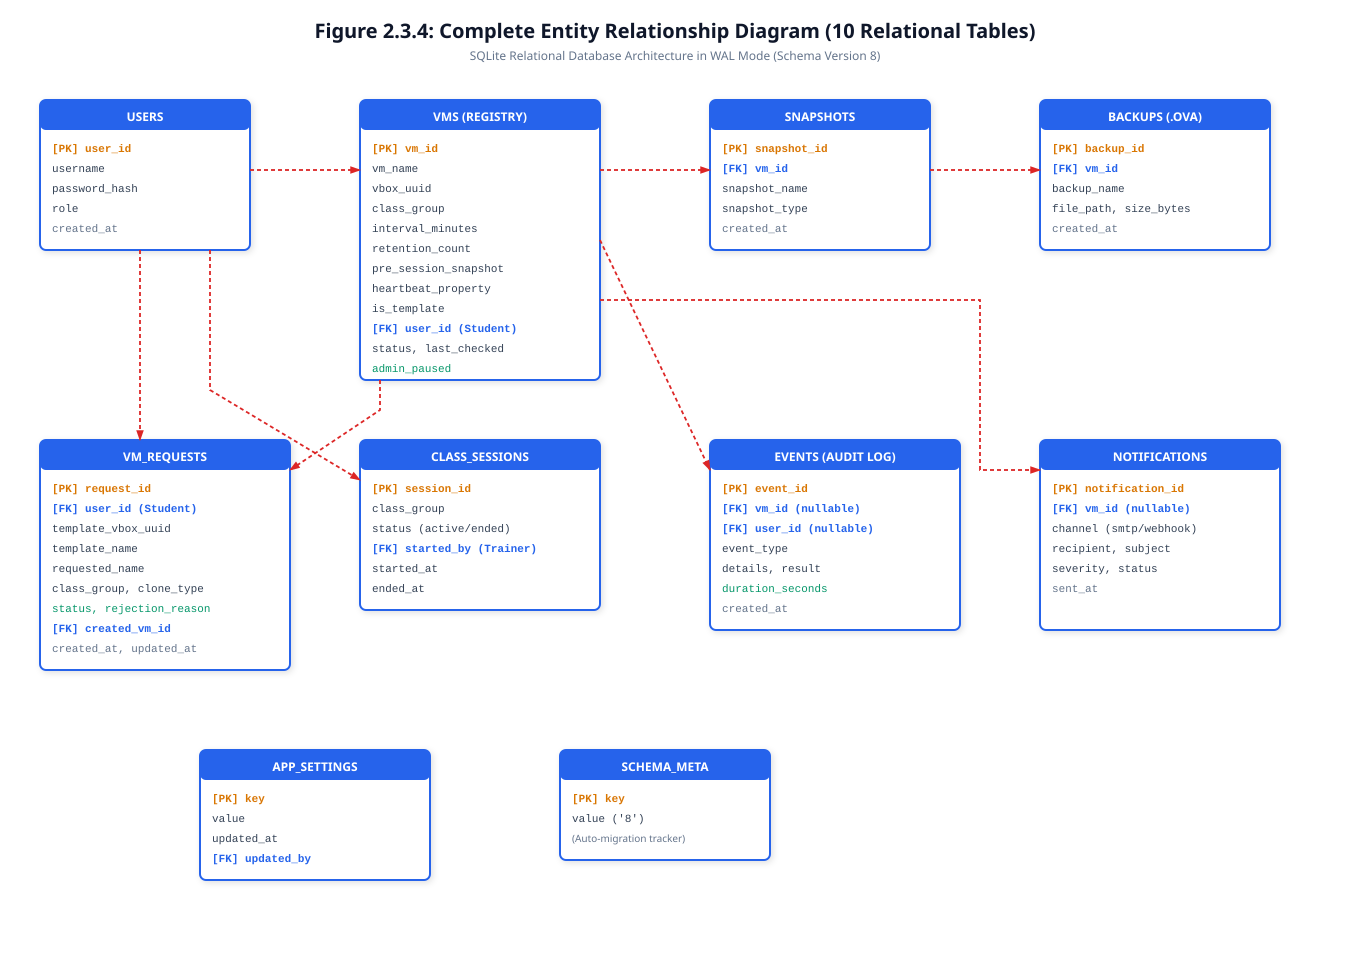 Figure 2.3.4: Complete Entity Relationship Diagram (10 Relational Tables)
SQLite Relational Database Architecture in WAL Mode (Schema Version 8)
USERS
[PK] user_id
username
password_hash
role
created_at
VMS (REGISTRY)
[PK] vm_id
vm_name
vbox_uuid
class_group
interval_minutes
retention_count
pre_session_snapshot
heartbeat_property
is_template
[FK] user_id (Student)
status, last_checked
admin_paused
SNAPSHOTS
[PK] snapshot_id
[FK] vm_id
snapshot_name
snapshot_type
created_at
BACKUPS (.OVA)
[PK] backup_id
[FK] vm_id
backup_name
file_path, size_bytes
created_at
VM_REQUESTS
[PK] request_id
[FK] user_id (Student)
template_vbox_uuid
template_name
requested_name
class_group, clone_type
status, rejection_reason
[FK] created_vm_id
created_at, updated_at
CLASS_SESSIONS
[PK] session_id
class_group
status (active/ended)
[FK] started_by (Trainer)
started_at
ended_at
EVENTS (AUDIT LOG)
[PK] event_id
[FK] vm_id (nullable)
[FK] user_id (nullable)
event_type
details, result
duration_seconds
created_at
NOTIFICATIONS
[PK] notification_id
[FK] vm_id (nullable)
channel (smtp/webhook)
recipient, subject
severity, status
sent_at
APP_SETTINGS
[PK] key
value
updated_at
[FK] updated_by
SCHEMA_META
[PK] key
value ('8')
(Auto-migration tracker)